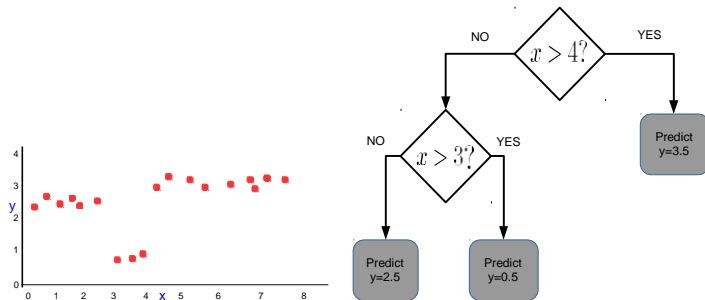 NO
YES
x > 4?
Predict
y=3.5
NO
YES
x > 3?
Predict
y=2.5
Predict
y=0.5
4
3
y
2
1
0
0 1 2 3 4 x 5 6 7 8